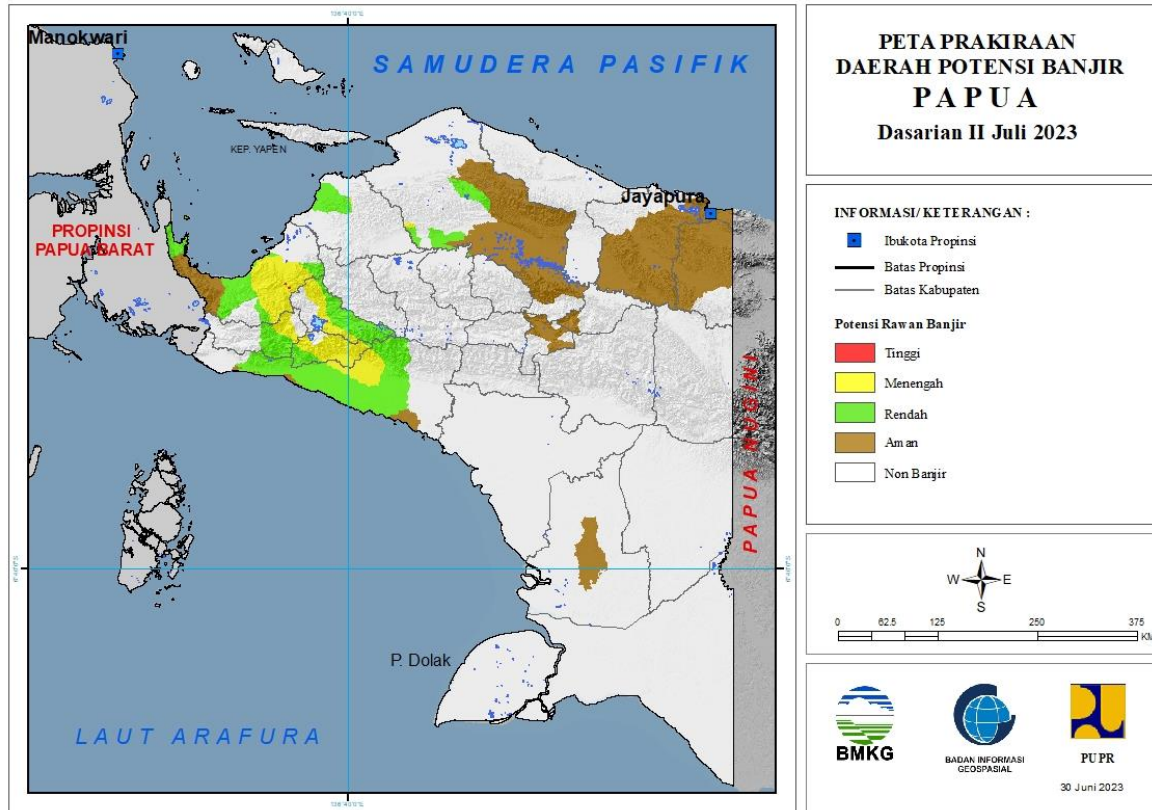 Manokwari
SAMUDERA PASIFIK
KEP. YAPEN
Jayapura
PROPINSI
PAPUA BARAT
PAPUA NUGINI
P. Dolak
LAUT ARAFURA
PETA PRAKIRAAN
DAERAH POTENSI BANJIR
PAPUA
Dasarian II Juli 2023
INFORMASI/ KETERANGAN :
Ibukota Propinsi
Batas Propinsi
Batas Kabupaten
Potensi Rawan Banjir
Tinggi
Menengah
Rendah
Aman
Non Banjir
N
W E
S
0 62.5 125 250 375
KM
BMKG
BADAN INFORMASI
GEOSPASIAL
PUPR
30 Juni 2023